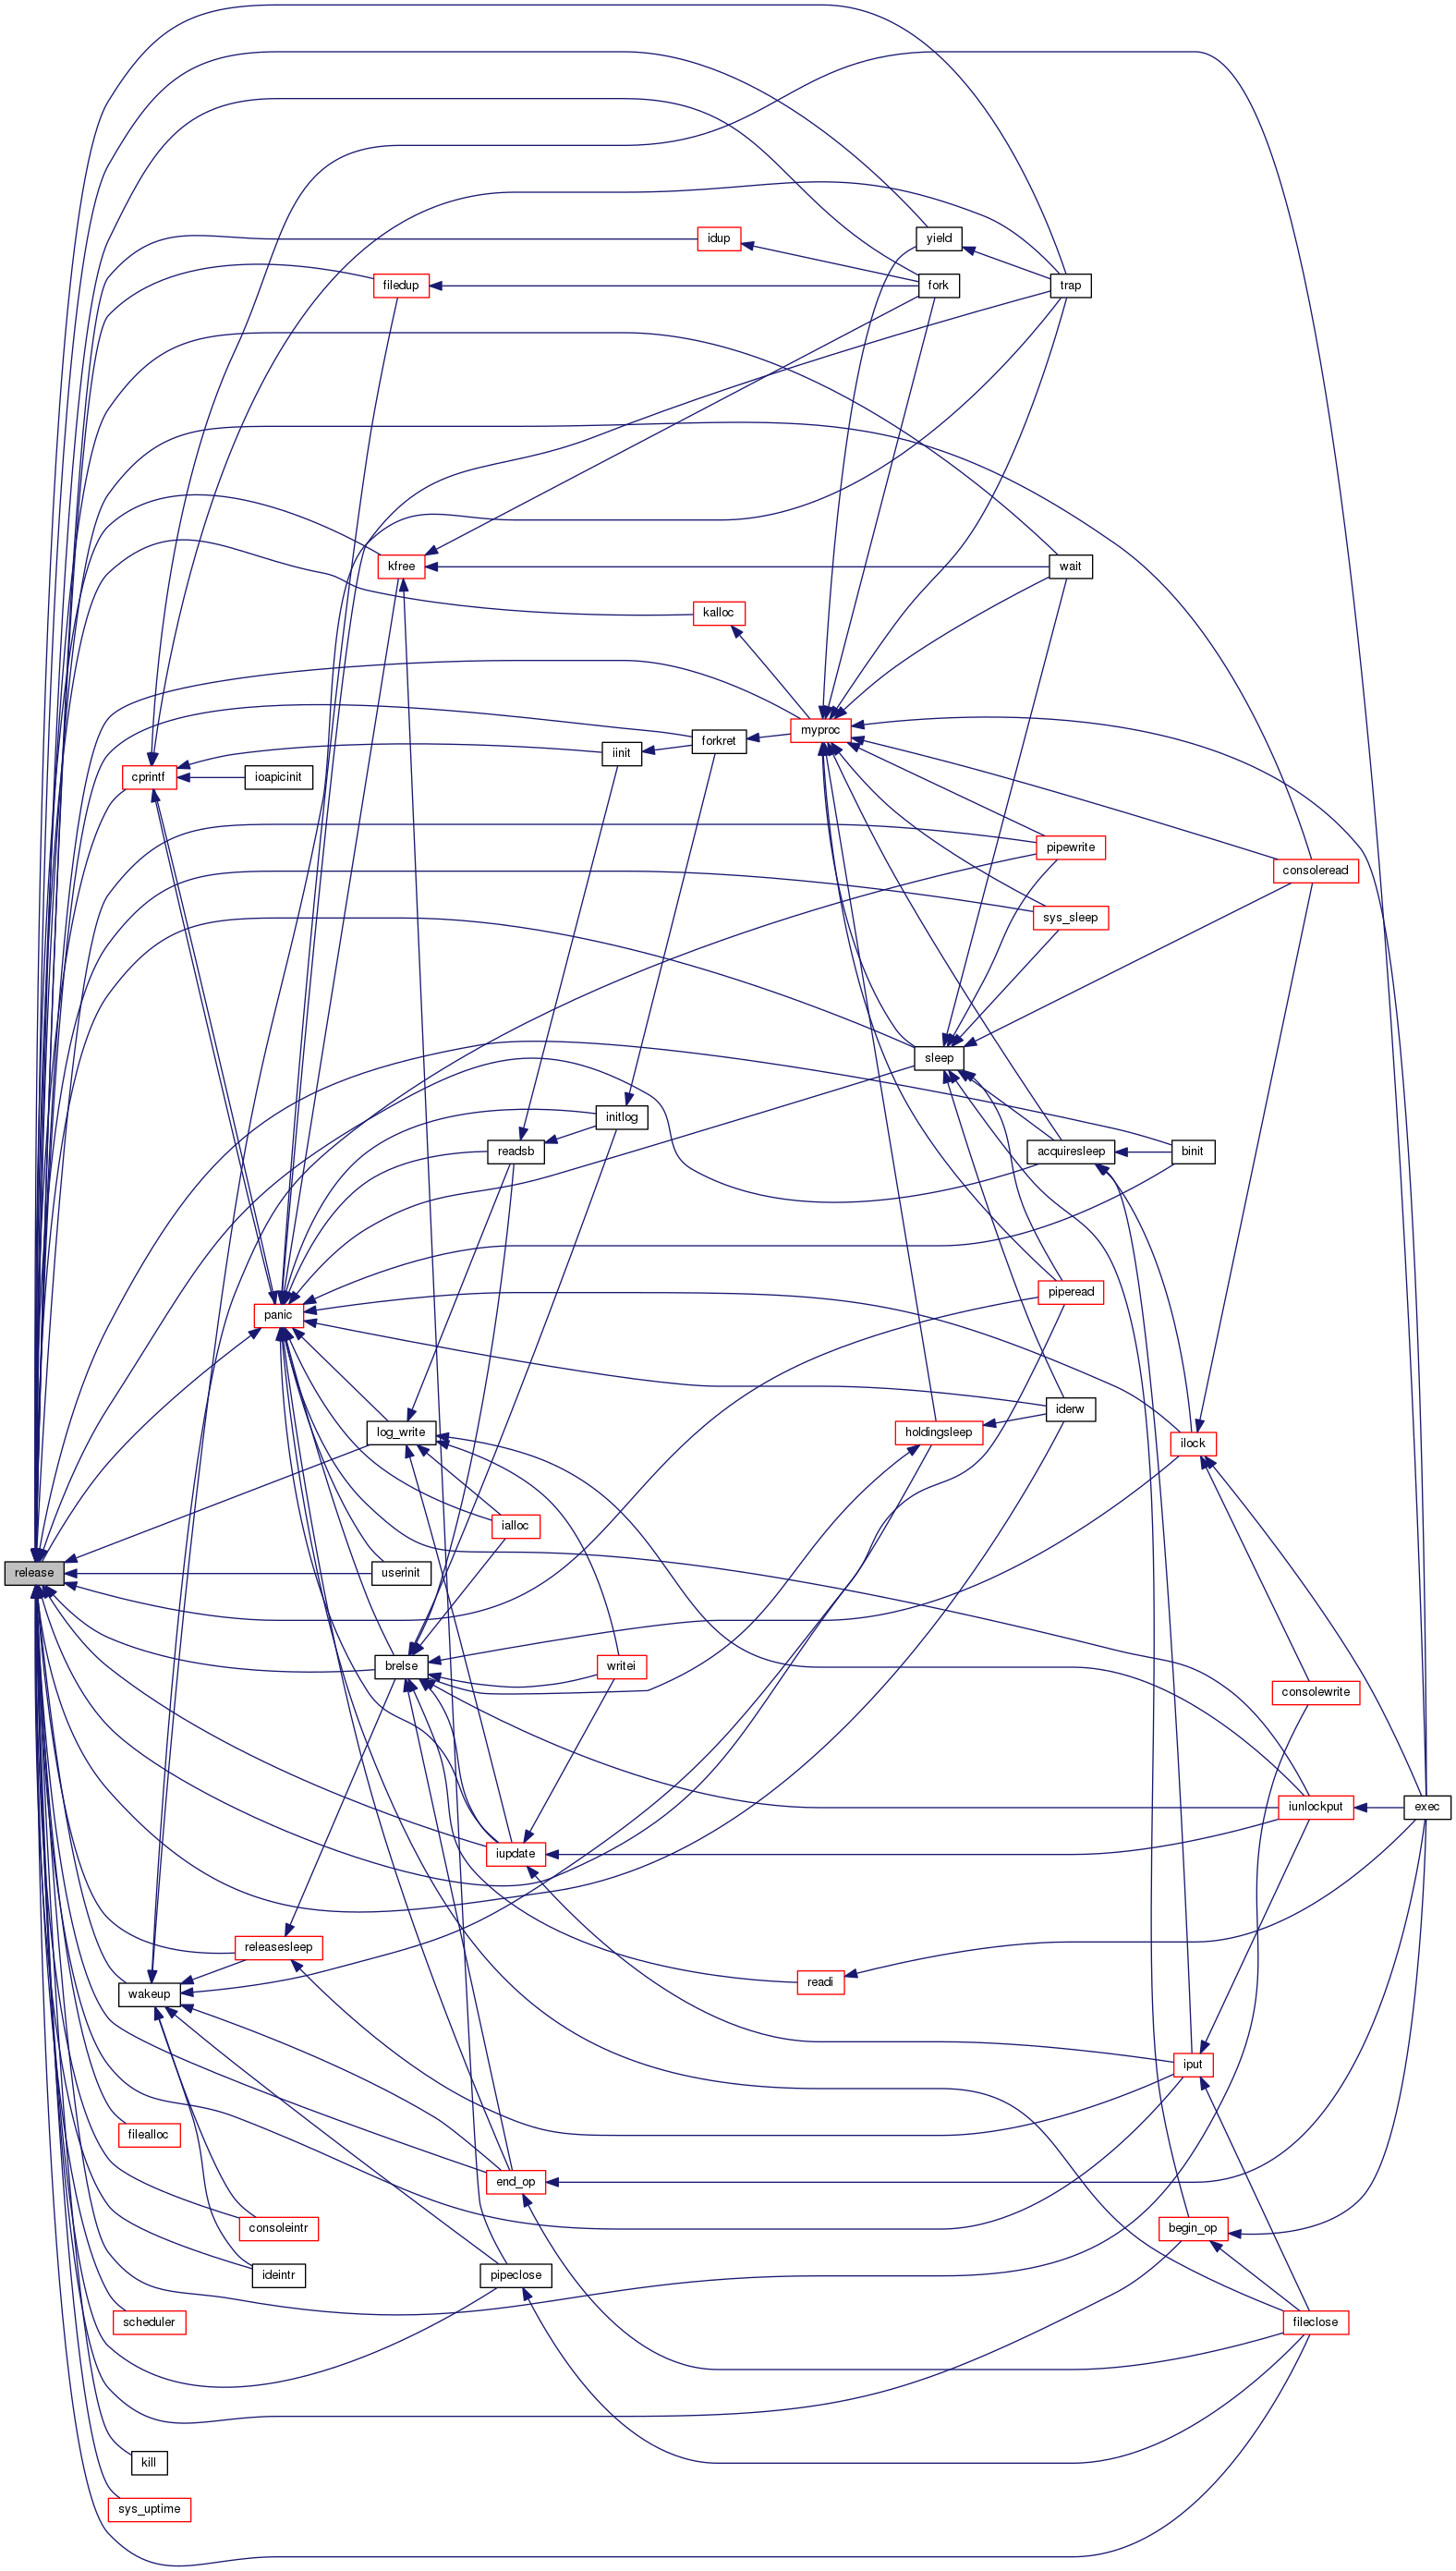 yield
idup
trap
filedup
fork
kfree
wait
kalloc
myproc
forkret
iinit
cprintf
ioapicinit
pipewrite
consoleread
sys_sleep
sleep
initlog
readsb
acquiresleep
binit
piperead
panic
iderw
log_write
holdingsleep
ilock
ialloc
release
userinit
brelse
writei
consolewrite
iunlockput
exec
iupdate
releasesleep
readi
wakeup
iput
filealloc
end_op
consoleintr
begin_op
ideintr
pipeclose
scheduler
fileclose
kill
sys_uptime